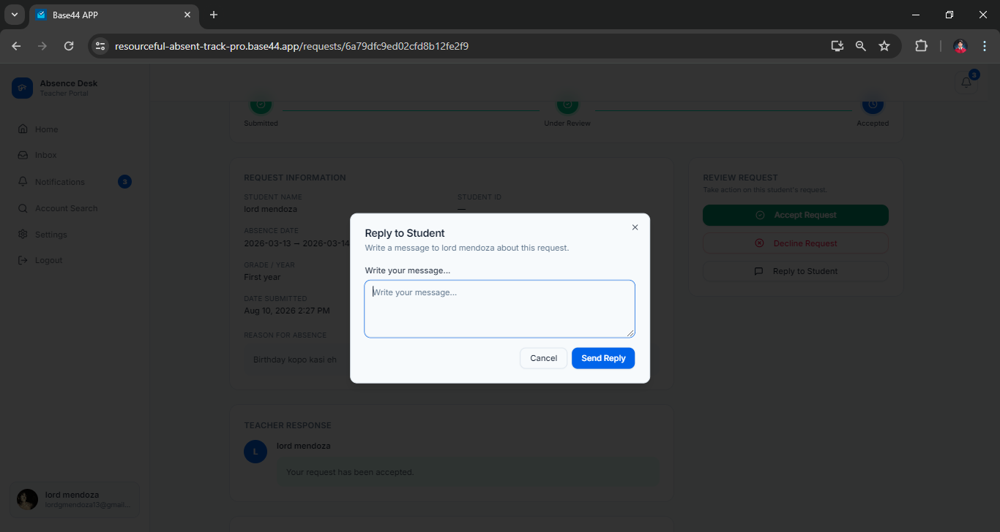 Base44 APP
resourceful-absent-track-pro.base44.app/requests/6a79dfc9ed02cfd8b12fe2f9
Absence Desk
Teacher Portal
3
Home
Inbox
Notifications 3
Account Search
Settings
Logout
Submitted
Under Review
Accepted
REQUEST INFORMATION
STUDENT NAME
lord mendoza
STUDENT ID
—
ABSENCE DATE
2026-03-13 — 2026-03-14
GRADE / YEAR
First year
DATE SUBMITTED
Aug 10, 2026 2:27 PM
REASON FOR ABSENCE
Birthday kopo kasi eh
REVIEW REQUEST
Take action on this student's request.
Accept Request
Decline Request
Reply to Student
Reply to Student
Write a message to lord mendoza about this request.
Write your message...
Write your message...
Cancel
Send Reply
TEACHER RESPONSE
L
lord mendoza
Your request has been accepted.
lord mendoza
lordgmendoza13@gmail...